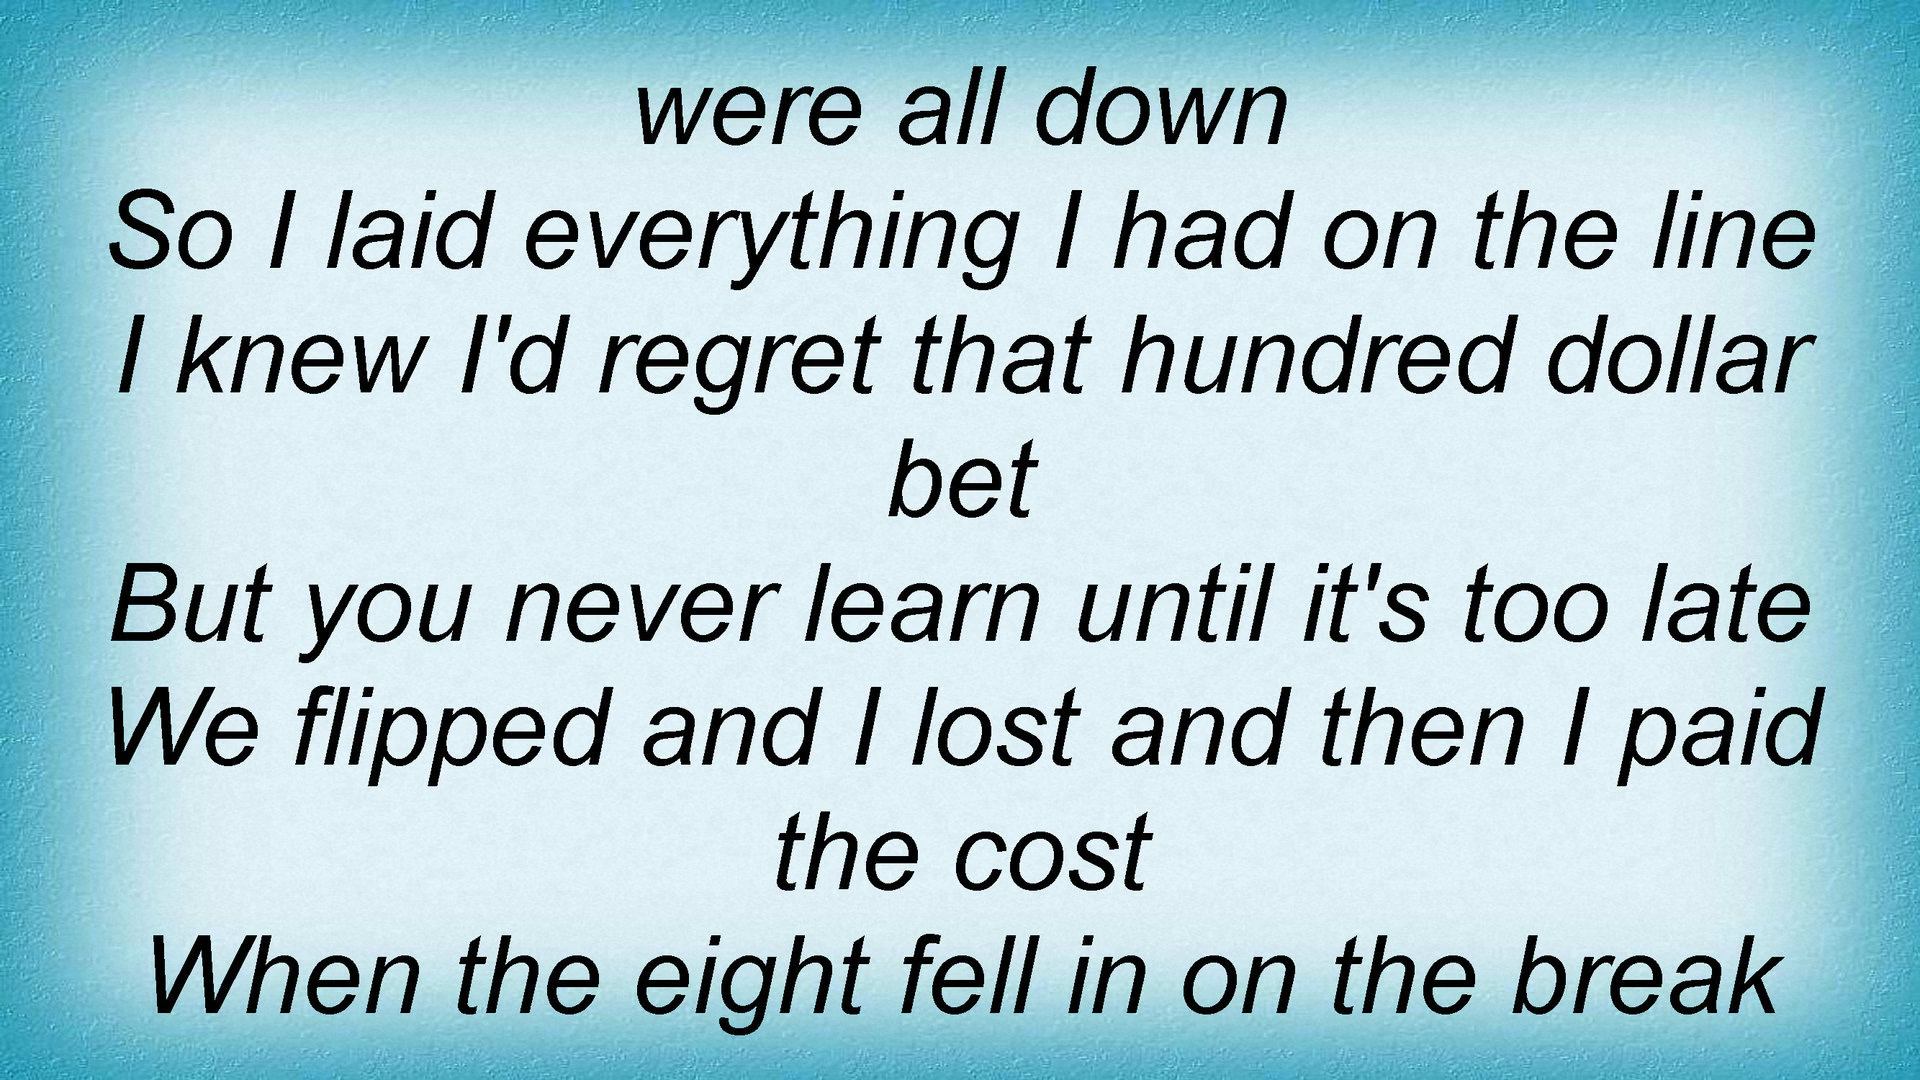 were all down
So I laid everything I had on the line
I knew I'd regret that hundred dollar
bet
But you never learn until it's too late
We flipped and I lost and then I paid
the cost
When the eight fell in on the break